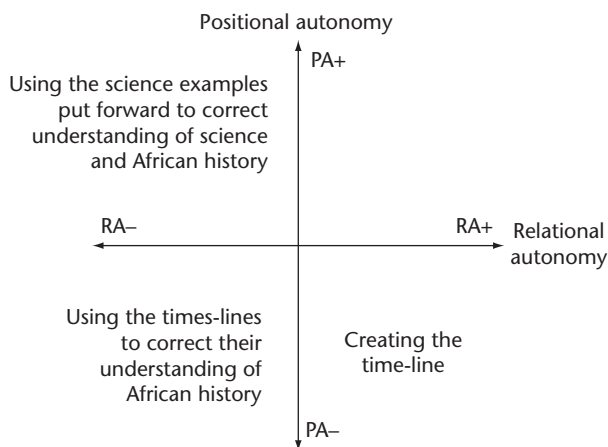 Positional autonomy
PA+
Using the science examples
put forward to correct
understanding of science
and African history
RA–
RA+
Relational
autonomy
Using the times-lines
to correct their
understanding of
African history
Creating the
time-line
PA–